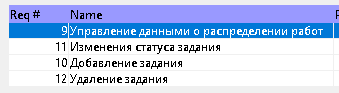 Req # Name P
9 Управление данными о распределении работ
11 Изменения статуса задания
10 Добавление задания
12 Удаление задания